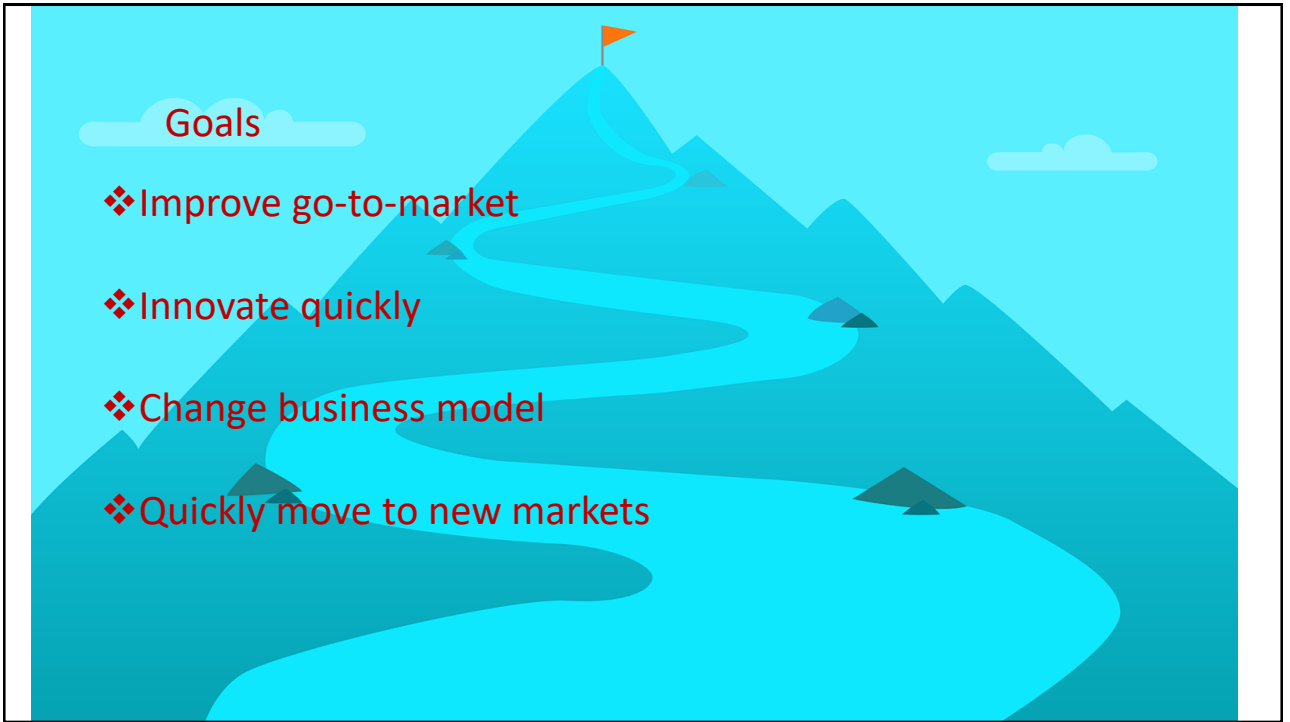 Goals
❖Improve go-to-market
❖Innovate quickly
❖Change business model
❖Quickly move to new markets